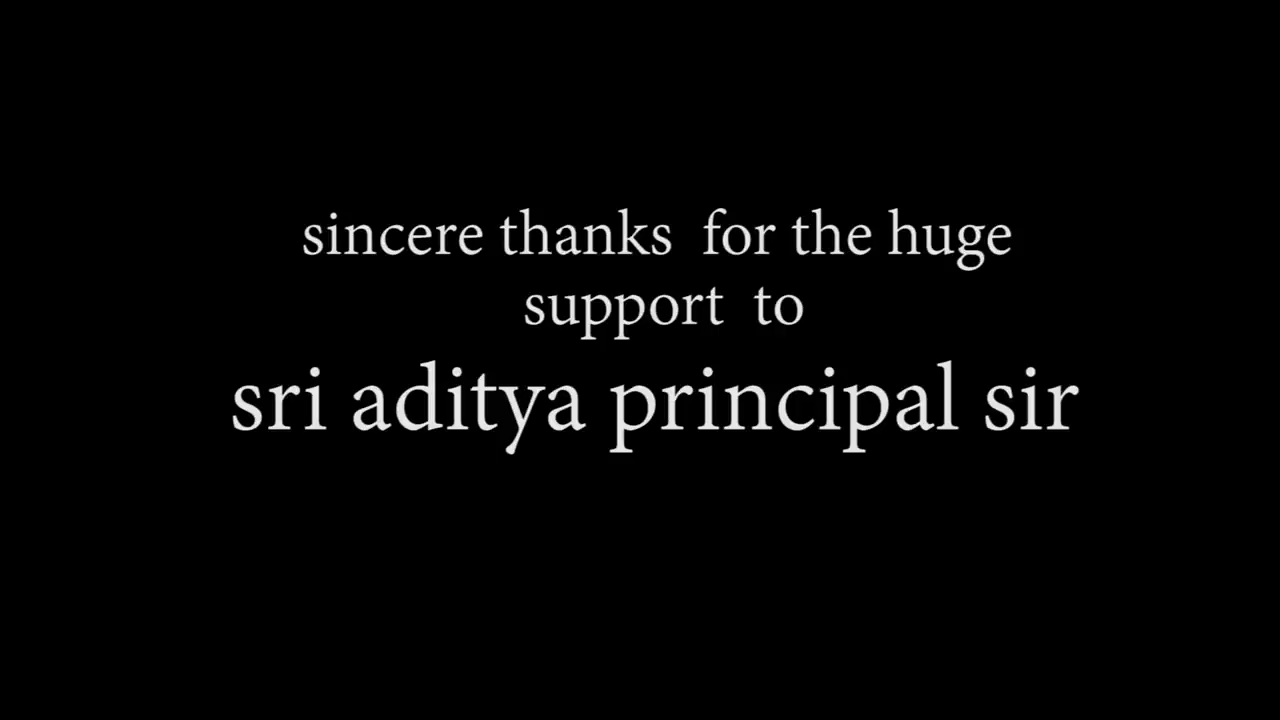 sincere thanks  for the huge
support  to
sri aditya principal sir